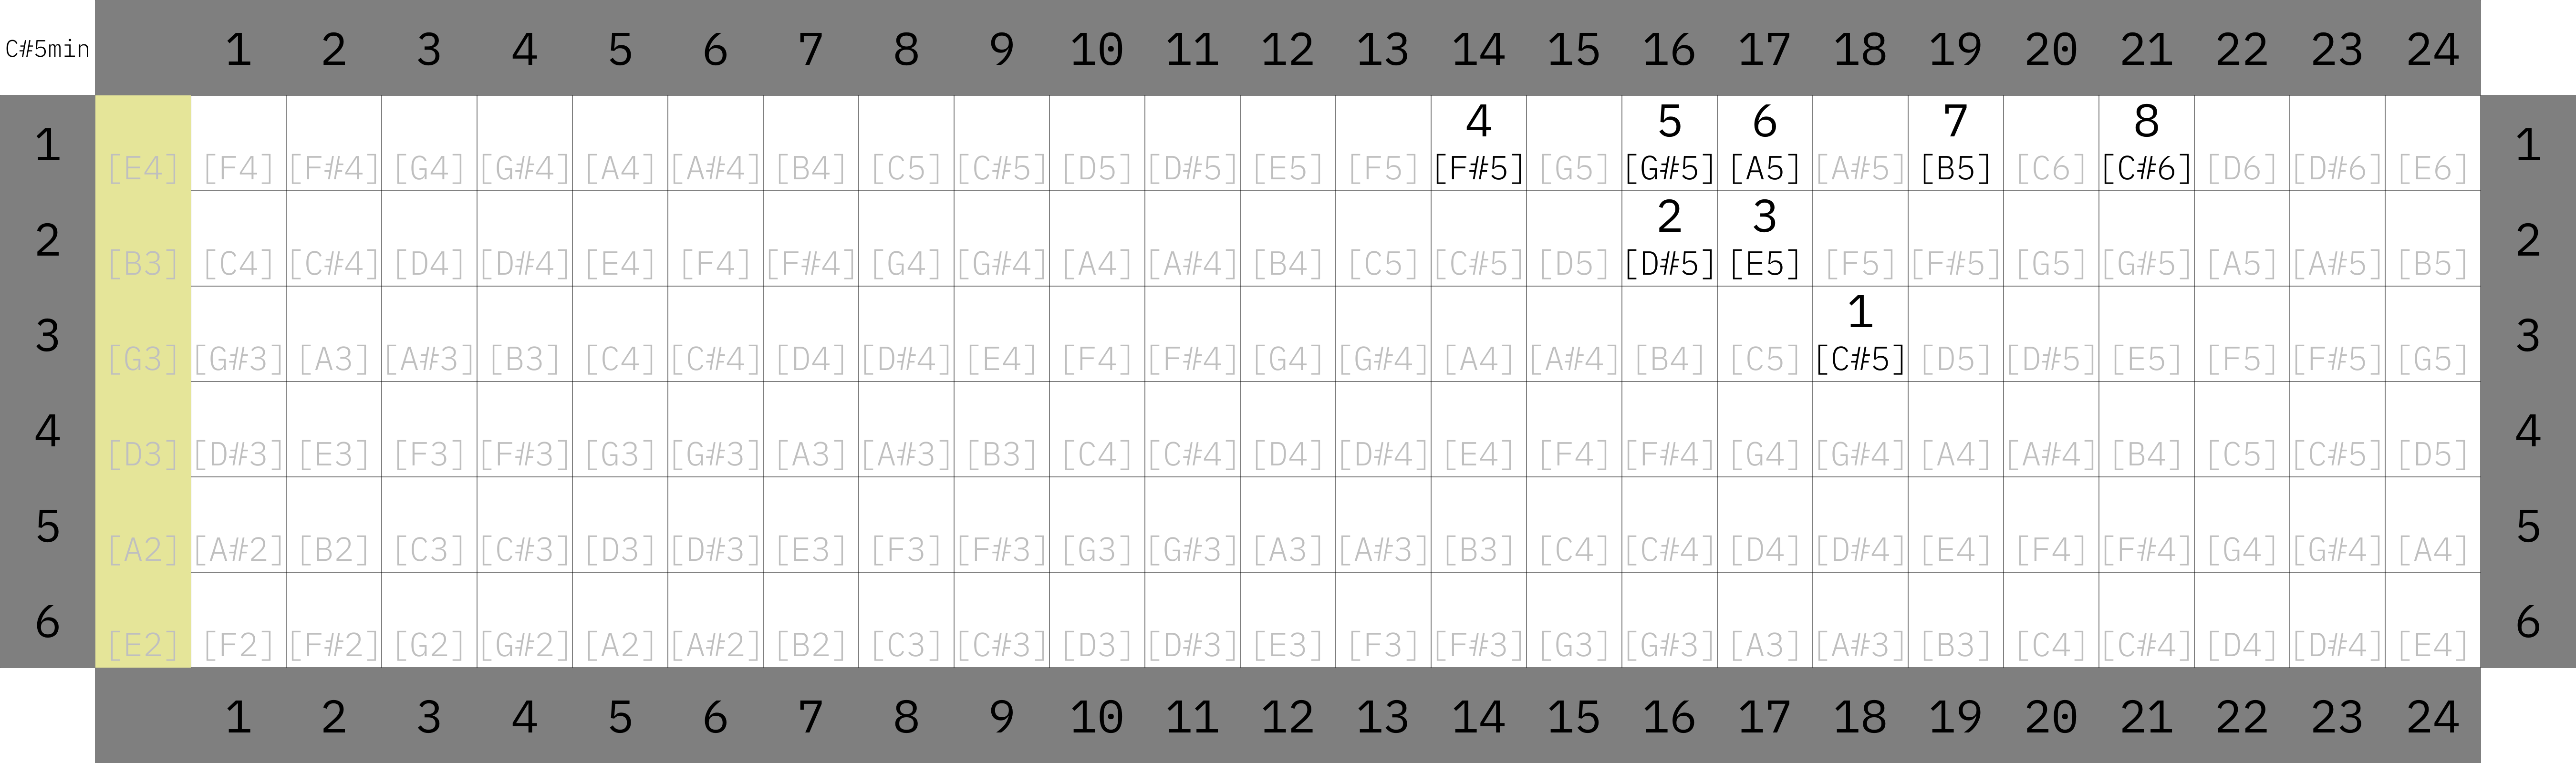 C#5min 1 2 3 4 5 6 7 8 9 10 11 12 13 14 15 16 17 18 19 20 21 22 23 24
4 5 6 7 8
1 1
[E4] [F4] [F#4] [G4] [G#4] [A4] [A#4] [B4] [C5] [C#5] [D5] [D#5] [E5] [F5] [F#5] [G5] [G#5] [A5] [A#5] [B5] [C6] [C#6] [D6] [D#6] [E6]
2 3
2 2
[B3] [C4] [C#4] [D4] [D#4] [E4] [F4] [F#4] [G4] [G#4] [A4] [A#4] [B4] [C5] [C#5] [D5] [D#5] [E5] [F5] [F#5] [G5] [G#5] [A5] [A#5] [B5]
1
3 3
[G3] [G#3] [A3] [A#3] [B3] [C4] [C#4] [D4] [D#4] [E4] [F4] [F#4] [G4] [G#4] [A4] [A#4] [B4] [C5] [C#5] [D5] [D#5] [E5] [F5] [F#5] [G5]
4 4
[D3] [D#3] [E3] [F3] [F#3] [G3] [G#3] [A3] [A#3] [B3] [C4] [C#4] [D4] [D#4] [E4] [F4] [F#4] [G4] [G#4] [A4] [A#4] [B4] [C5] [C#5] [D5]
5 5
[A2] [A#2] [B2] [C3] [C#3] [D3] [D#3] [E3] [F3] [F#3] [G3] [G#3] [A3] [A#3] [B3] [C4] [C#4] [D4] [D#4] [E4] [F4] [F#4] [G4] [G#4] [A4]
6 6
[E2] [F2] [F#2] [G2] [G#2] [A2] [A#2] [B2] [C3] [C#3] [D3] [D#3] [E3] [F3] [F#3] [G3] [G#3] [A3] [A#3] [B3] [C4] [C#4] [D4] [D#4] [E4]
1 2 3 4 5 6 7 8 9 10 11 12 13 14 15 16 17 18 19 20 21 22 23 24